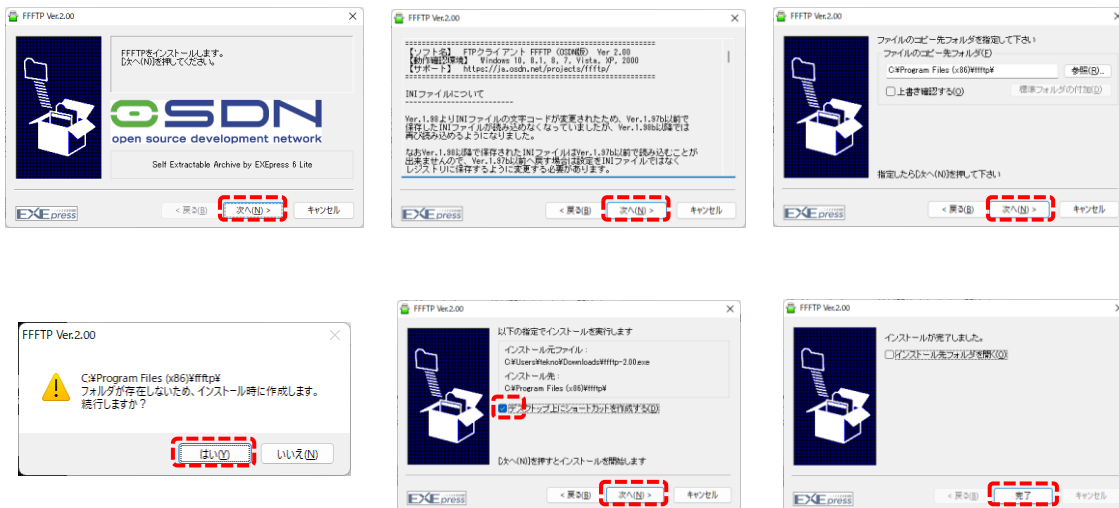 FFFTP Ver.2.00
FFFTPをインストールします。
[次へ(N)]を押してください。
OSDN
open source development network
Self Extractable Archive by EXEpress 6 Lite
EXEpress
< 戻る(B)
次へ(N) >
キャンセル
FFFTP Ver.2.00
==================================================
【ソフト名】 FTPクライアント FFFTP (OSDN版) Ver 2.00
【動作確認環境】 Windows 10, 8.1, 8, 7, Vista, XP, 2000
【サポート】 https://ja.osdn.net/projects/ffftp/
INIファイルについて
----------------------
Ver.1.98よりINIファイルの文字コードが変更されたため、Ver.1.97b以前で
保存したINIファイルが読み込めなくなっていましたが、Ver.1.98b以降では
再び読み込めるようになりました。
なおVer.1.98以降で保存されたINIファイルはVer.1.97b以前で読み込むことが
出来ませんので、Ver.1.97b以前へ戻す場合は設定をINIファイルではなく
レジストリに保存するように変更する必要があります。
EXEpress
< 戻る(B)
次へ(N) >
キャンセル
FFFTP Ver.2.00
ファイルのコピー先フォルダを指定して下さい
ファイルのコピー先フォルダ(F)
C:¥Program Files (x86)¥ffftp¥
参照(R)...
上書き確認する(O)
標準フォルダの付加(D)
指定したら[次へ(N)]を押して下さい
EXEpress
< 戻る(B)
次へ(N) >
キャンセル
FFFTP Ver.2.00
C:¥Program Files (x86)¥ffftp¥
フォルダが存在しないため、インストール時に作成します。
続行しますか？
はい(Y)
いいえ(N)
FFFTP Ver.2.00
以下の指定でインストールを実行します
インストール元ファイル :
C:¥Users¥tekno¥Downloads¥ffftp-2.00.exe
インストール先 :
C:¥Program Files (x86)¥ffftp¥
デスクトップ上にショートカットを作成する(D)
[次へ(N)]を押すとインストールを開始します
EXEpress
< 戻る(B)
次へ(N) >
キャンセル
FFFTP Ver.2.00
インストールが完了しました。
インストール先フォルダを開く(O)
EXEpress
< 戻る(B)
完了
キャンセル